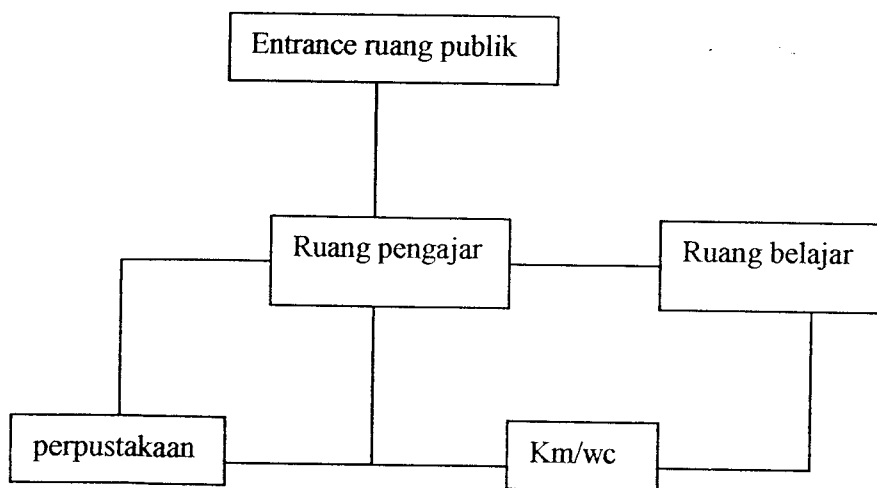 Entrance ruang publik
Ruang pengajar
Ruang belajar
perpustakaan
Km/wc